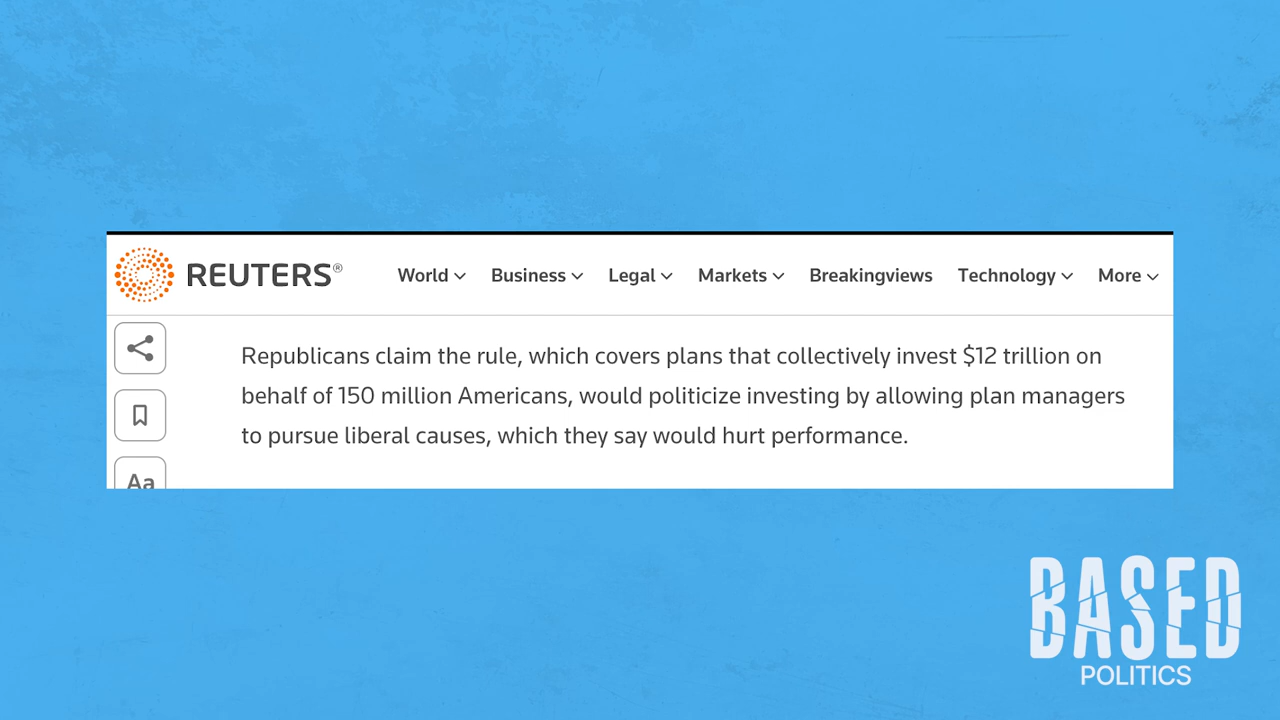 REUTERS®
World Business Legal Markets Breakingviews Technology More
Republicans claim the rule, which covers plans that collectively invest $12 trillion on
behalf of 150 million Americans, would politicize investing by allowing plan managers
to pursue liberal causes, which they say would hurt performance.
Aa
BASED
POLITICS